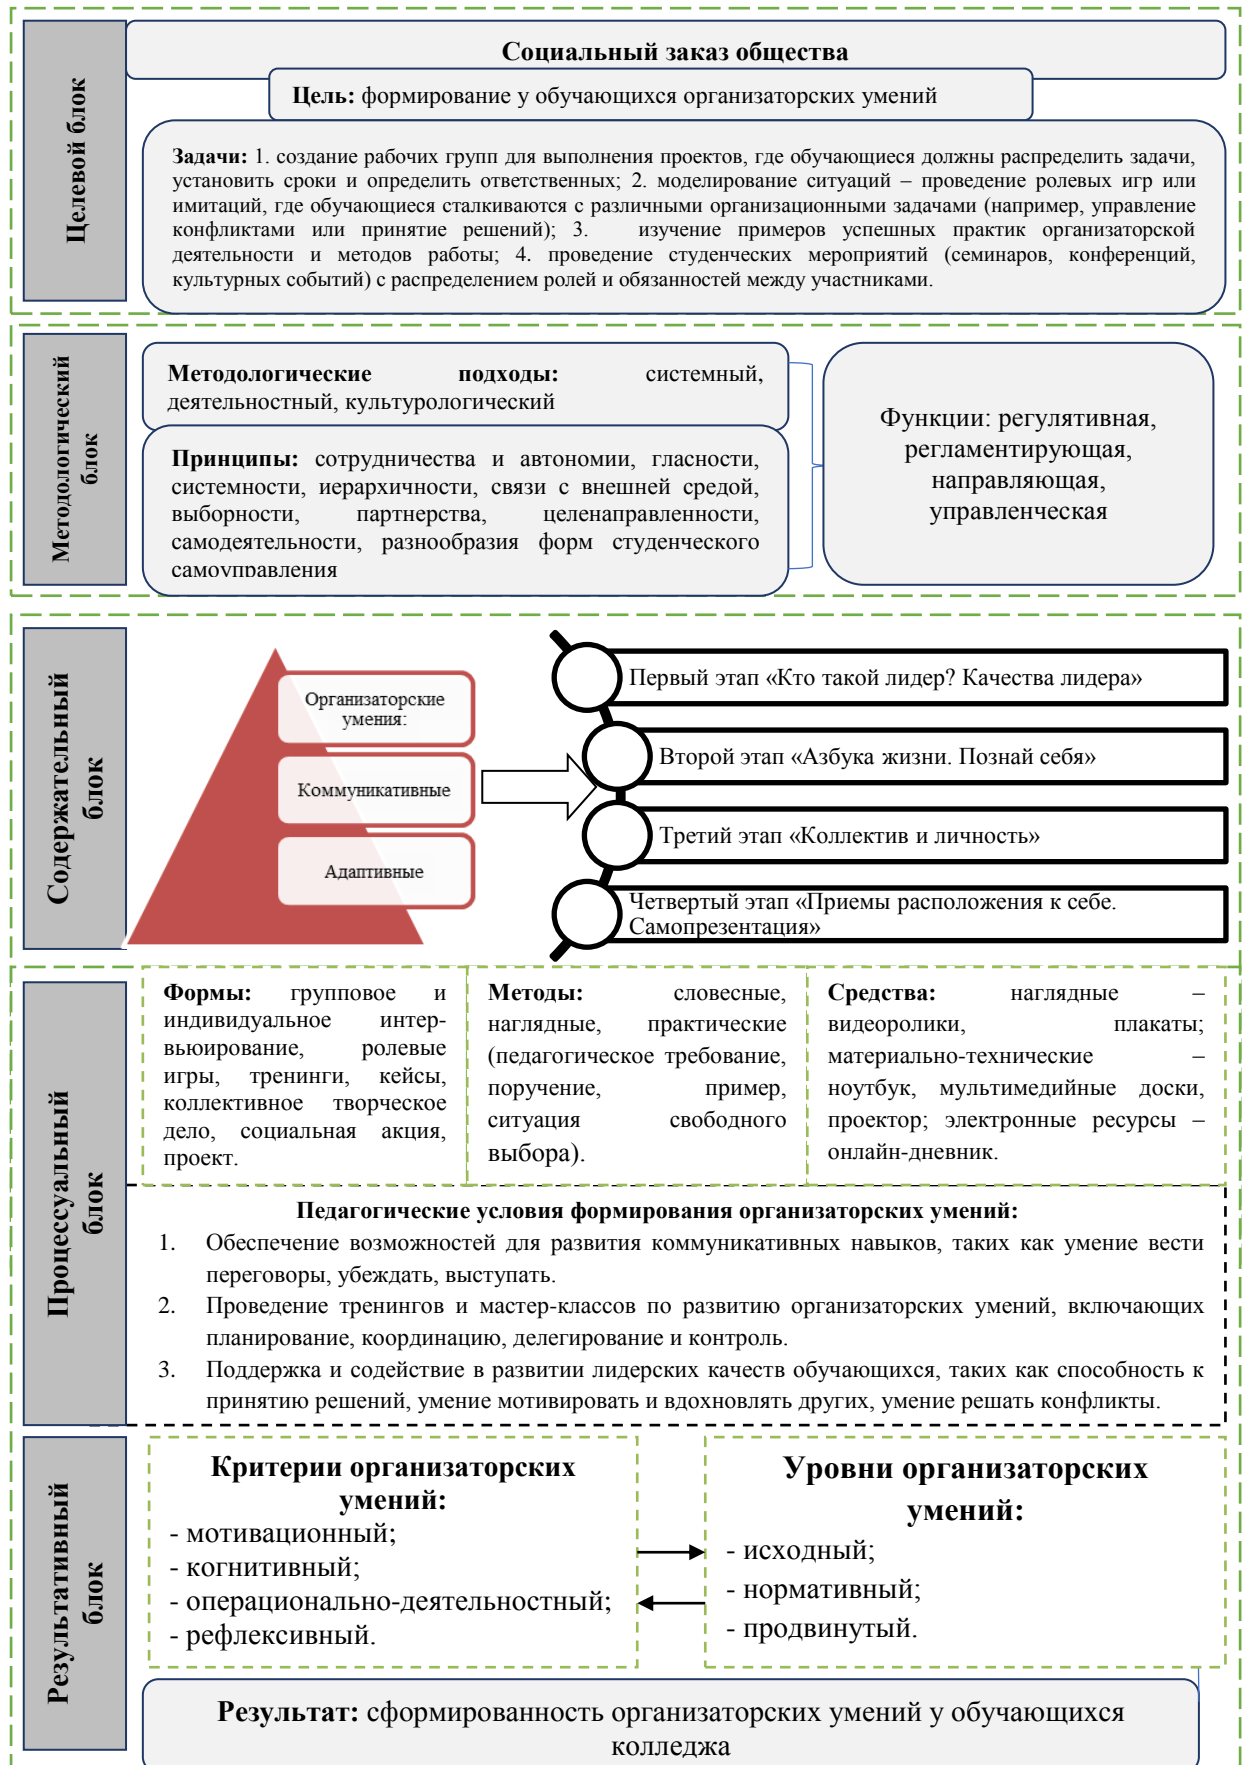 Целевой блок
Социальный заказ общества
Цель: формирование у обучающихся организаторских умений
Задачи: 1. создание рабочих групп для выполнения проектов, где обучающиеся должны распределить задачи,
установить сроки и определить ответственных; 2. моделирование ситуаций – проведение ролевых игр или
имитаций, где обучающиеся сталкиваются с различными организационными задачами (например, управление
конфликтами или принятие решений); 3. изучение примеров успешных практик организаторской
деятельности и методов работы; 4. проведение студенческих мероприятий (семинаров, конференций,
культурных событий) с распределением ролей и обязанностей между участниками.
Методологический
блок
Методологические подходы: системный,
деятельностный, культурологический
Принципы: сотрудничества и автономии, гласности,
системности, иерархичности, связи с внешней средой,
выборности, партнерства, целенаправленности,
самодеятельности, разнообразия форм студенческого
самоуправления
Функции: регулятивная,
регламентирующая,
направляющая,
управленческая
Содержательный
блок
Организаторские
умения:
Коммуникативные
Адаптивные
Первый этап «Кто такой лидер? Качества лидера»
Второй этап «Азбука жизни. Познай себя»
Третий этап «Коллектив и личность»
Четвертый этап «Приемы расположения к себе.
Самопрезентация»
Процессуальный
блок
Формы: групповое и
индивидуальное интер-
вьюирование, ролевые
игры, тренинги, кейсы,
коллективное творческое
дело, социальная акция,
проект.
Методы: словесные,
наглядные, практические
(педагогическое требование,
поручение, пример,
ситуация свободного
выбора).
Средства: наглядные –
видеоролики, плакаты;
материально-технические –
ноутбук, мультимедийные доски,
проектор; электронные ресурсы –
онлайн-дневник.
Педагогические условия формирования организаторских умений:
1. Обеспечение возможностей для развития коммуникативных навыков, таких как умение вести
переговоры, убеждать, выступать.
2. Проведение тренингов и мастер-классов по развитию организаторских умений, включающих
планирование, координацию, делегирование и контроль.
3. Поддержка и содействие в развитии лидерских качеств обучающихся, таких как способность к
принятию решений, умение мотивировать и вдохновлять других, умение решать конфликты.
Результативный
блок
Критерии организаторских
умений:
- мотивационный;
- когнитивный;
- операционально-деятельностный;
- рефлексивный.
Уровни организаторских
умений:
- исходный;
- нормативный;
- продвинутый.
Результат: сформированность организаторских умений у обучающихся
колледжа